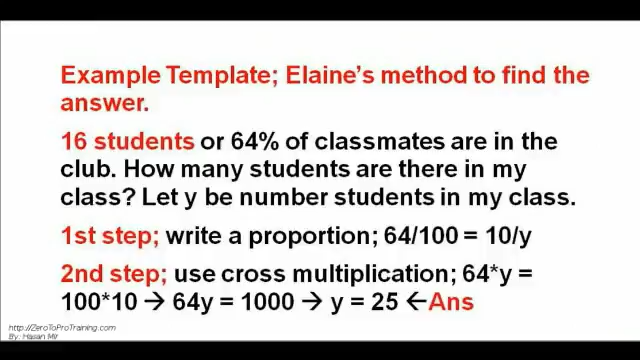 Example Template; Elaine's method to find the
answer.
16 students or 64% of classmates are in the
club. How many students are there in my
class? Let y be number students in my class.
1st step; write a proportion; 64/100 = 10/y
2nd step; use cross multiplication; 64*y =
100*10 → 64y = 1000 → y = 25 ←Ans
http://ZeroToProTraining.com
By: Hasan Mir